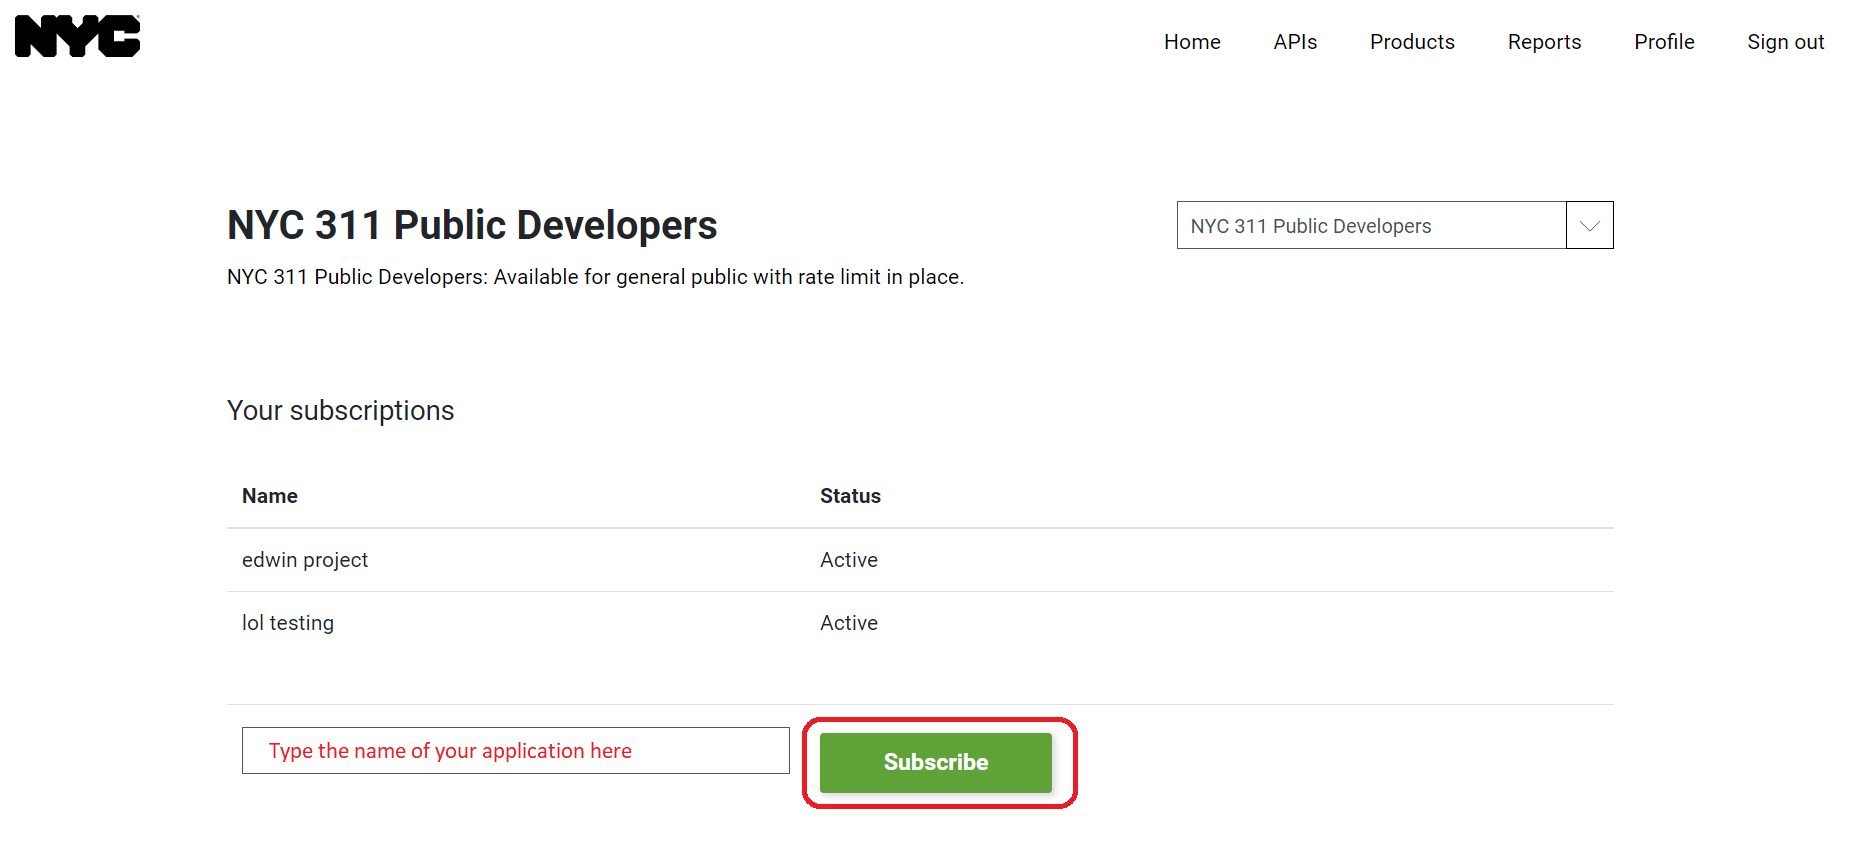 NYC
Home APIs Products Reports Profile Sign out
NYC 311 Public Developers
NYC 311 Public Developers
NYC 311 Public Developers: Available for general public with rate limit in place.
Your subscriptions
Name Status
edwin project Active
lol testing Active
Type the name of your application here
Subscribe